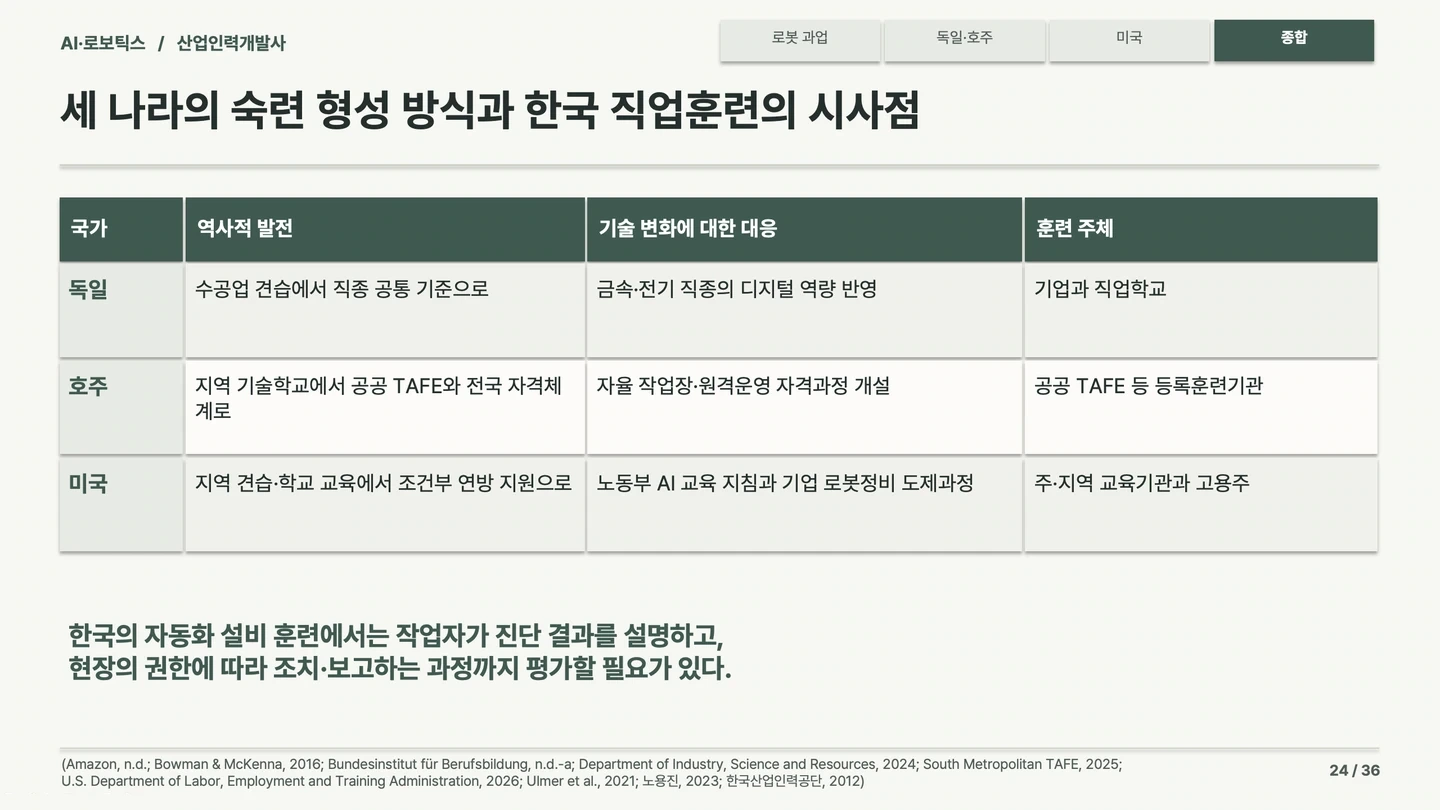 AI·로보틱스 / 산업인력개발사
로봇 과업
독일·호주
미국
종합
세 나라의 숙련 형성 방식과 한국 직업훈련의 시사점
국가
역사적 발전
기술 변화에 대한 대응
훈련 주체
독일
수공업 견습에서 직종 공통 기준으로
금속·전기 직종의 디지털 역량 반영
기업과 직업학교
호주
지역 기술학교에서 공공 TAFE와 전국 자격체
계로
자율 작업장·원격운영 자격과정 개설
공공 TAFE 등 등록훈련기관
미국
지역 견습·학교 교육에서 조건부 연방 지원으로
노동부 AI 교육 지침과 기업 로봇정비 도제과정
주·지역 교육기관과 고용주
한국의 자동화 설비 훈련에서는 작업자가 진단 결과를 설명하고,
현장의 권한에 따라 조치·보고하는 과정까지 평가할 필요가 있다.
(Amazon, n.d.; Bowman & McKenna, 2016; Bundesinstitut für Berufsbildung, n.d.-a; Department of Industry, Science and Resources, 2024; South Metropolitan TAFE, 2025;
U.S. Department of Labor, Employment and Training Administration, 2026; Ulmer et al., 2021; 노용진, 2023; 한국산업인력공단, 2012)
24 / 36